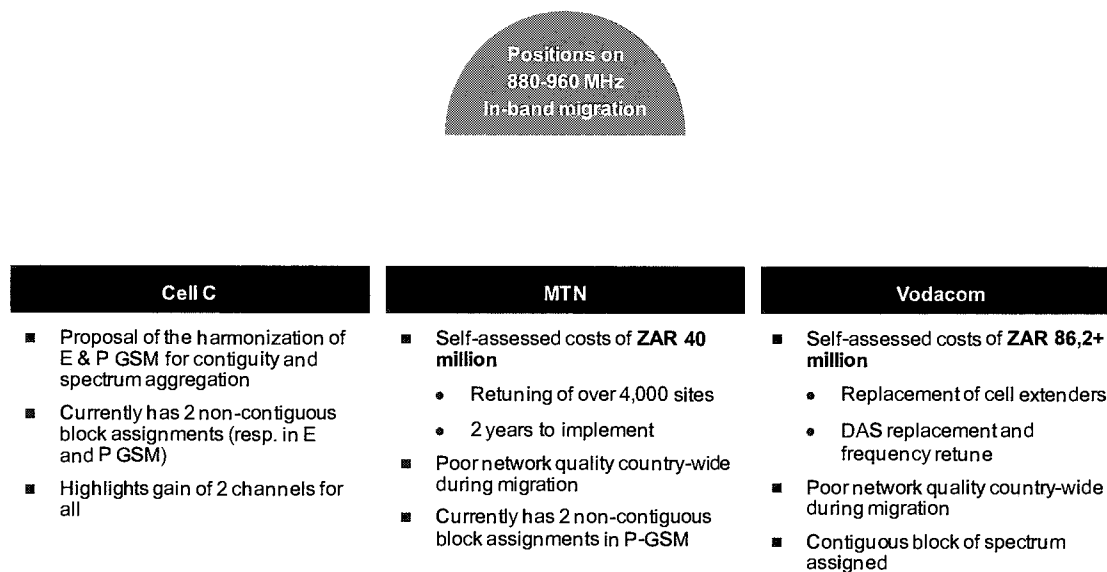 Positions on
880-960 MHz
In-band migration
Cell C
■ Proposal of the harmonization of
E & P GSM for contiguity and
spectrum aggregation
■ Currently has 2 non-contiguous
block assignments (resp. in E
and P GSM)
■ Highlights gain of 2 channels for
all
MTN
■ Self-assessed costs of ZAR 40
million
• Retuning of over 4,000 sites
• 2 years to implement
■ Poor network quality country-wide
during migration
■ Currently has 2 non-contiguous
block assignments in P-GSM
Vodacom
■ Self-assessed costs of ZAR 86,2+
million
• Replacement of cell extenders
• DAS replacement and
frequency retune
■ Poor network quality country-wide
during migration
■ Contiguous block of spectrum
assigned